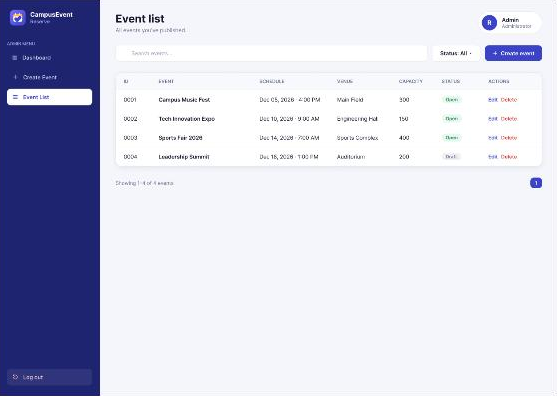 CampusEvent
Reserve
ADMIN MENU
Dashboard
+ Create Event
Event List
Log out
Event list
All events you've published
R
Admin
Administrator
Search events...
Status: All
+ Create event
ID EVENT SCHEDULE VENUE CAPACITY STATUS ACTIONS
0001 Campus Music Fest Dec 05, 2026 · 4:00 PM Main Field 300 Open Edit Delete
0002 Tech Innovation Expo Dec 10, 2026 · 9:00 AM Engineering Hall 150 Open Edit Delete
0003 Sports Fair 2026 Dec 14, 2026 · 7:00 AM Sports Complex 400 Open Edit Delete
0004 Leadership Summit Dec 18, 2026 · 1:00 PM Auditorium 200 Draft Edit Delete
Showing 1–4 of 4 events
1